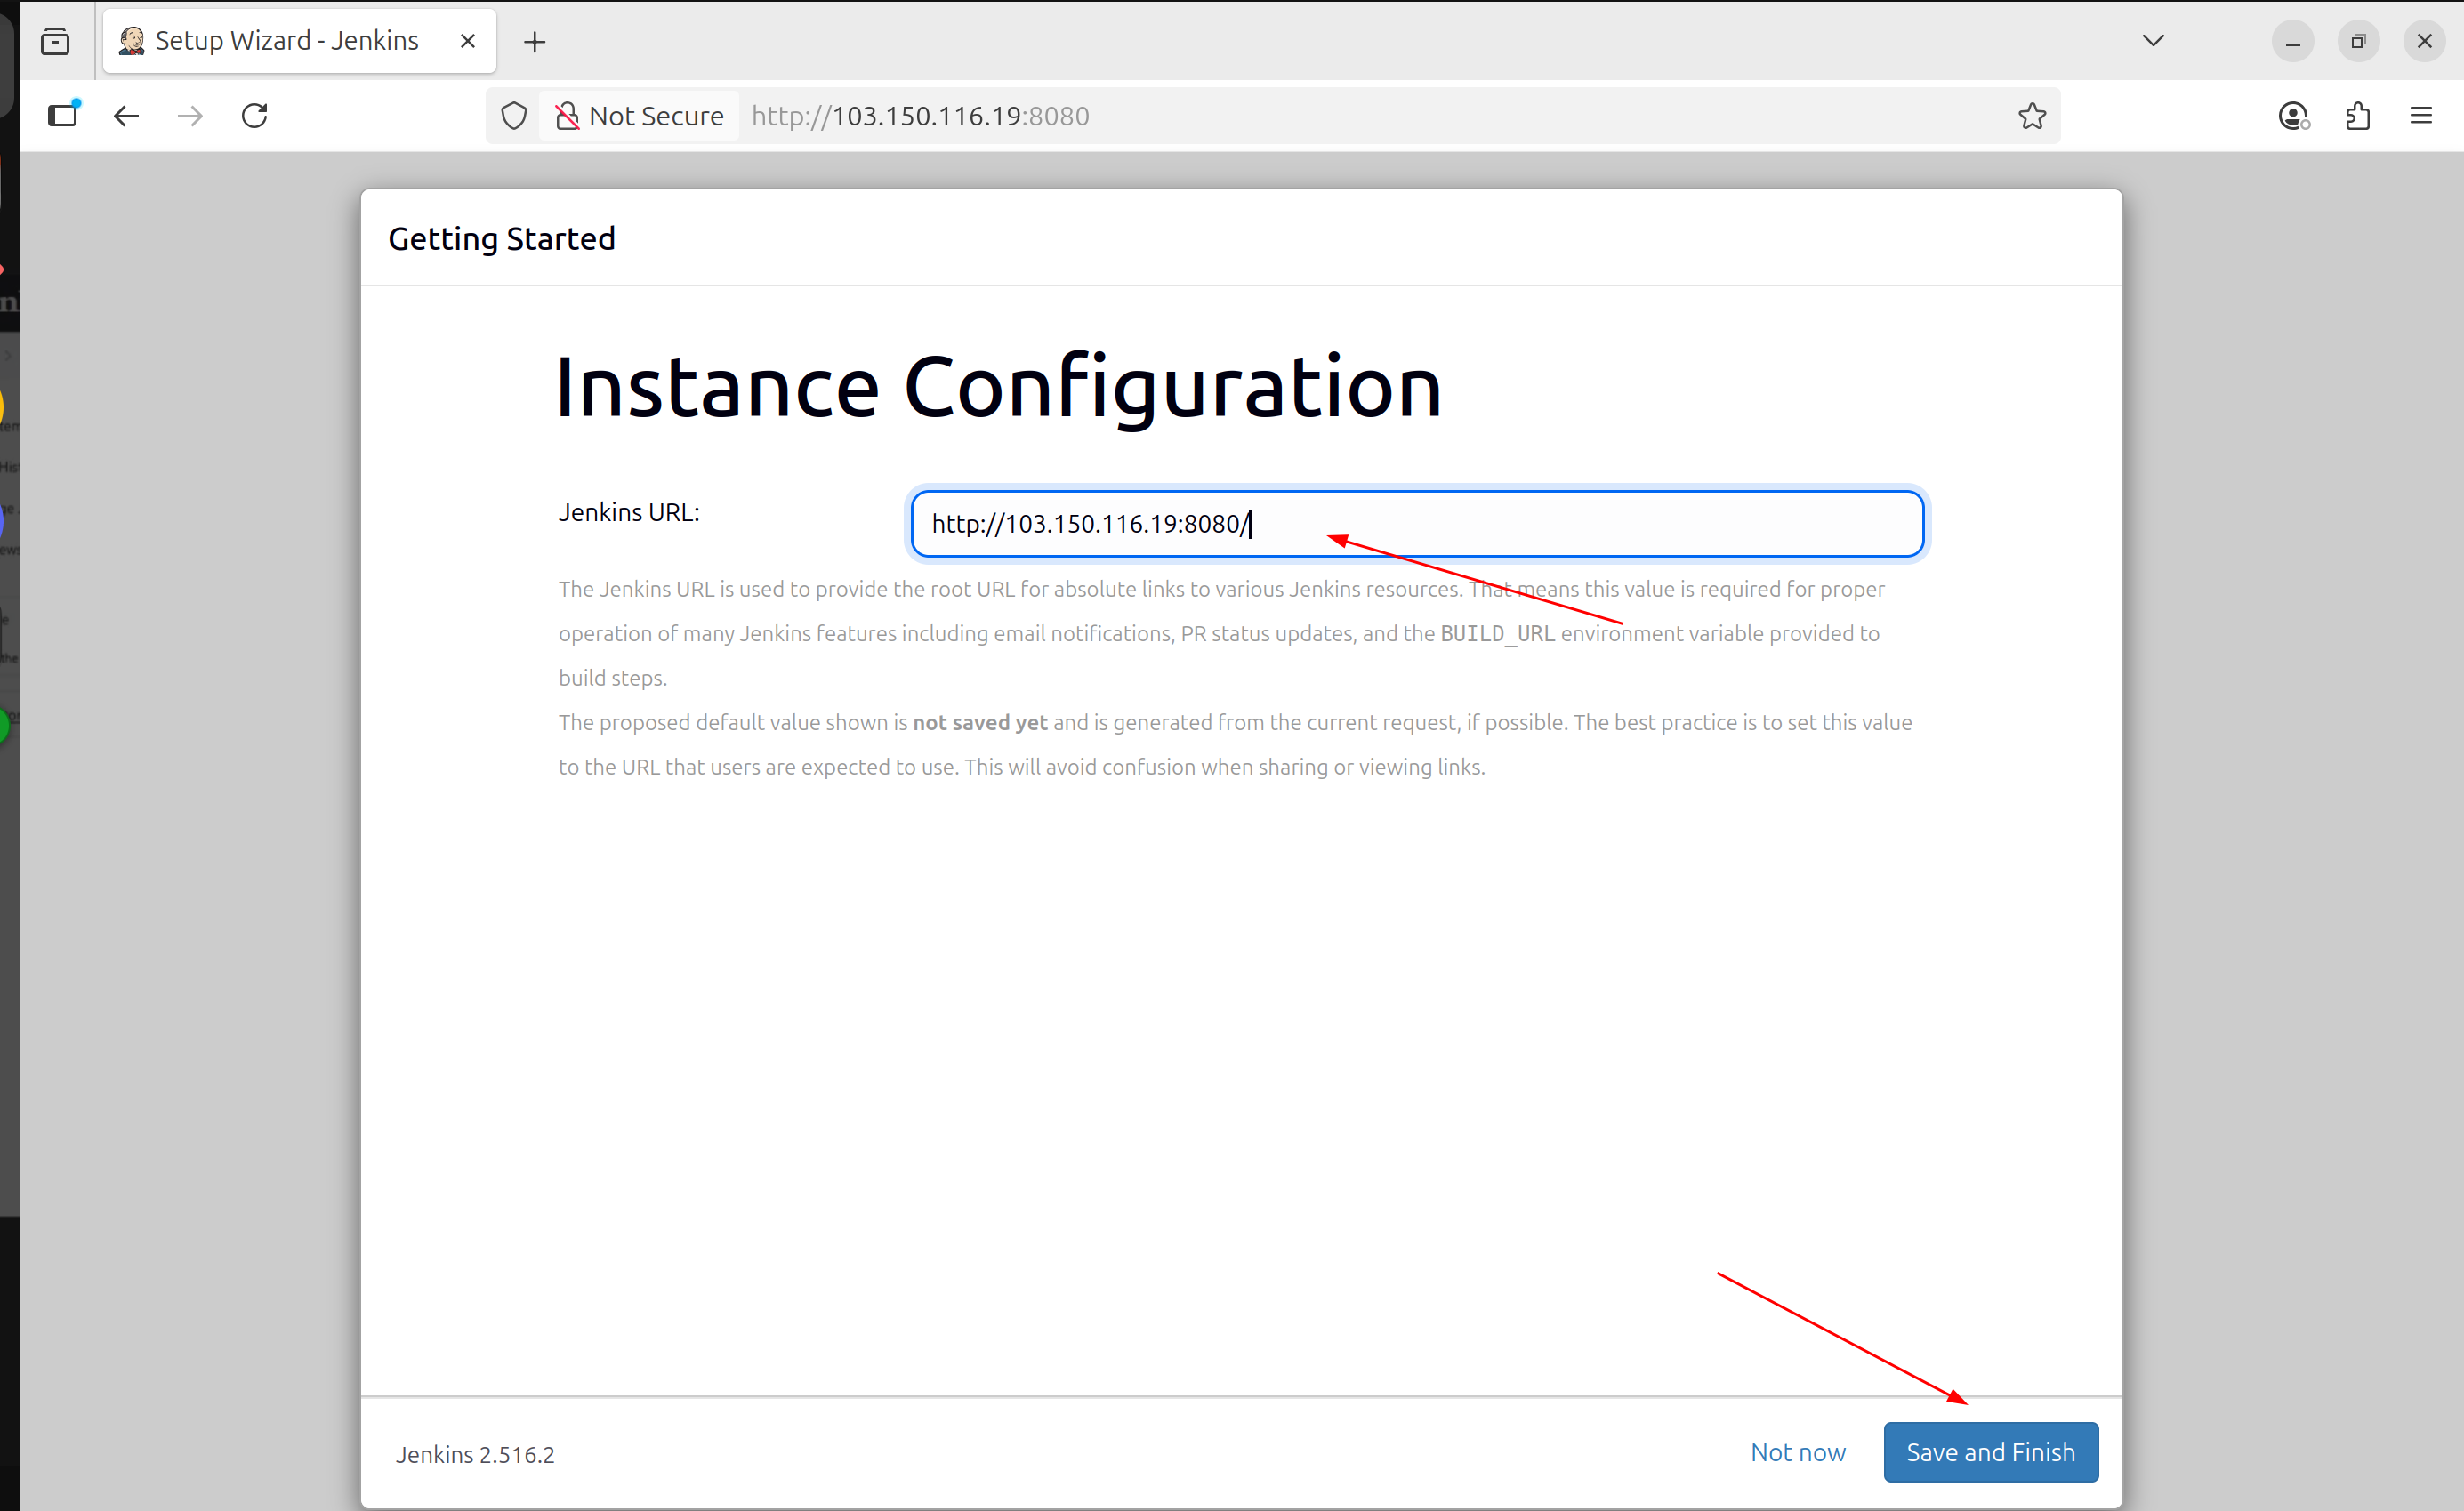 Setup Wizard - Jenkins
Not Secure http://103.150.116.19:8080
Getting Started
Instance Configuration
Jenkins URL: http://103.150.116.19:8080/
The Jenkins URL is used to provide the root URL for absolute links to various Jenkins resources. That means this value is required for proper
operation of many Jenkins features including email notifications, PR status updates, and the BUILD_URL environment variable provided to
build steps.
The proposed default value shown is not saved yet and is generated from the current request, if possible. The best practice is to set this value
to the URL that users are expected to use. This will avoid confusion when sharing or viewing links.
Jenkins 2.516.2 Not now Save and Finish